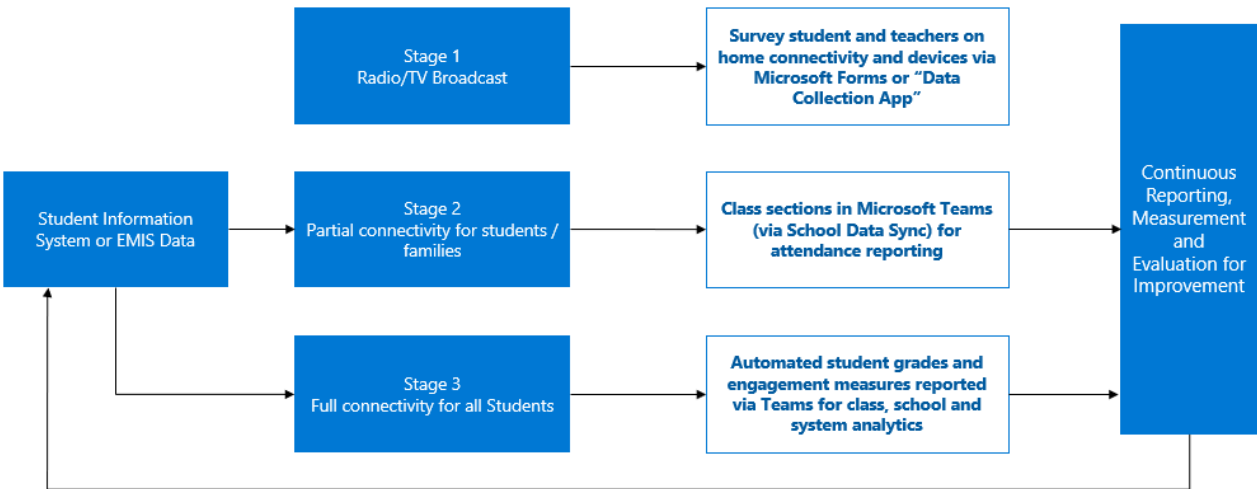 Stage 1
Radio/TV Broadcast
Survey student and teachers on
home connectivity and devices via
Microsoft Forms or “Data
Collection App”
Student Information
System or EMIS Data
Stage 2
Partial connectivity for students /
families
Class sections in Microsoft Teams
(via School Data Sync) for
attendance reporting
Stage 3
Full connectivity for all Students
Automated student grades and
engagement measures reported
via Teams for class, school and
system analytics
Continuous
Reporting,
Measurement
and
Evaluation for
Improvement